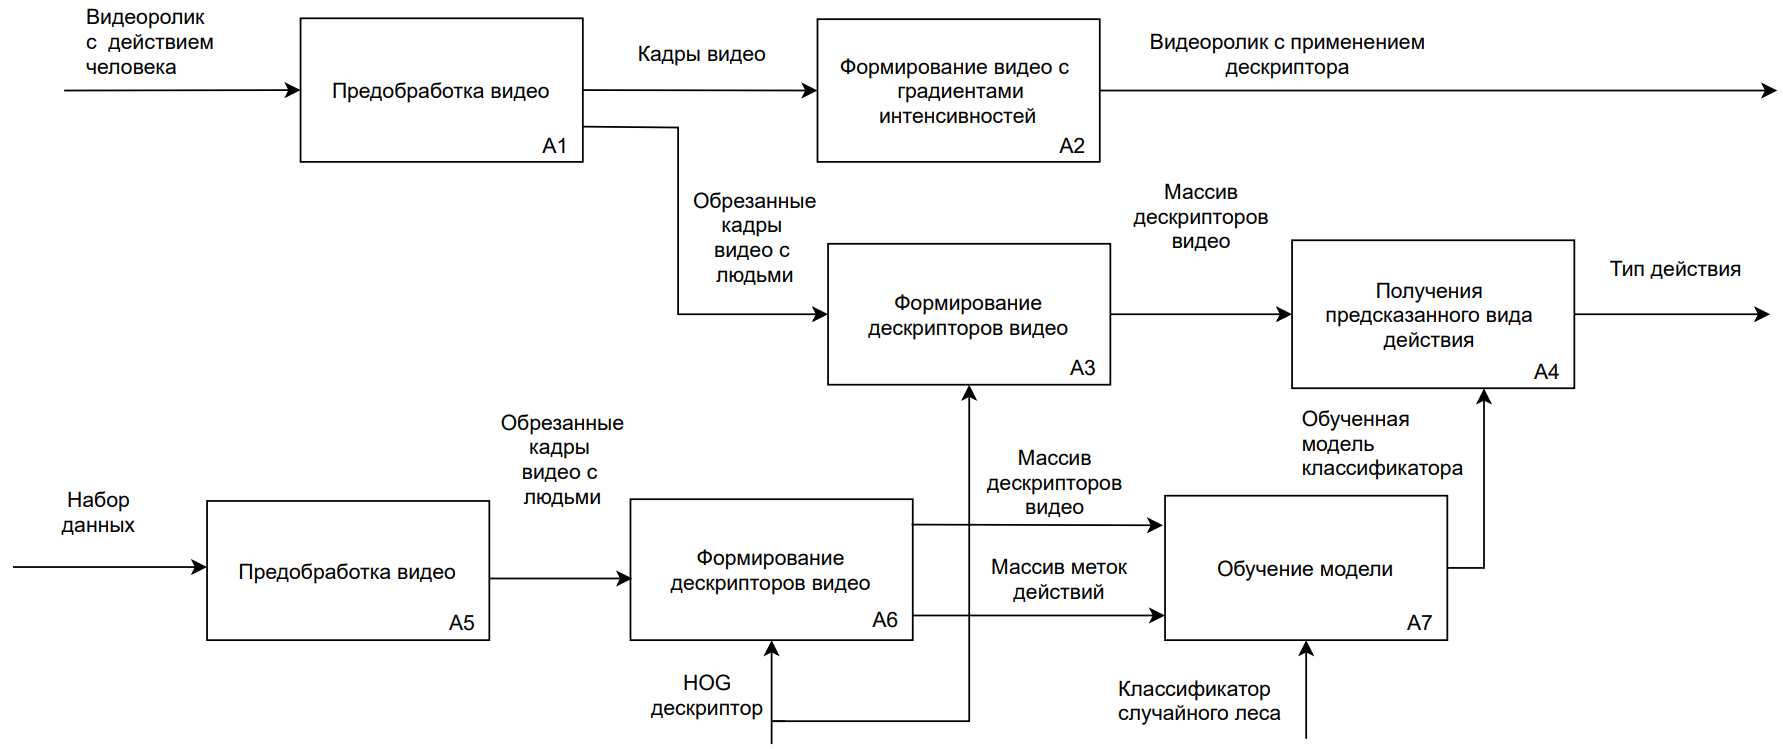 Видеоролик
с действием
человека
Предобработка видео
A1
Кадры видео
Формирование видео с
градиентами
интенсивностей
A2
Видеоролик с применением
дескриптора
Обрезанные
кадры
видео с
людьми
Формирование
дескрипторов видео
A3
Массив
дескрипторов
видео
Получения
предсказанного вида
действия
A4
Тип действия
Набор
данных
Предобработка видео
A5
Обрезанные
кадры
видео с
людьми
Формирование
дескрипторов видео
A6
HOG
дескриптор
Массив
дескрипторов
видео
Массив меток
действий
Обучение модели
A7
Обученная
модель
классификатора
Классификатор
случайного леса